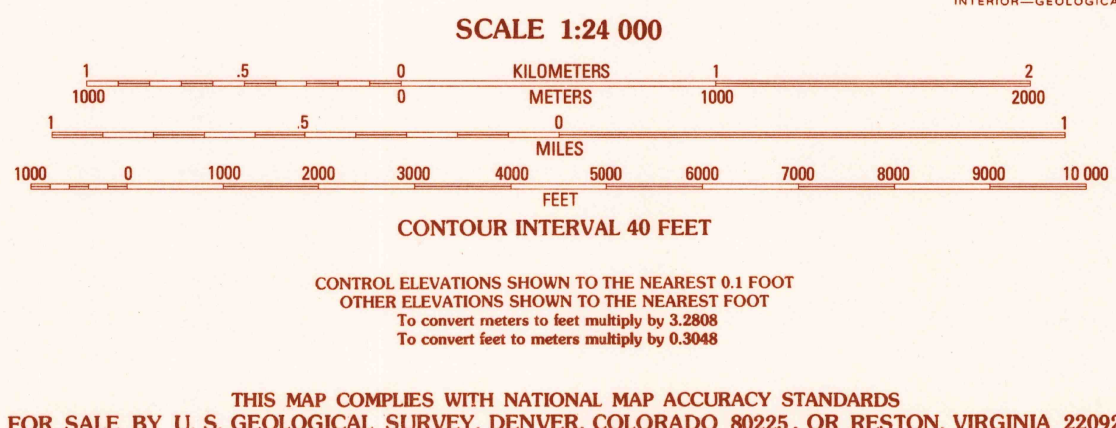 INTERIOR—GEOLOGICA
SCALE 1:24 000
1 .5 0 KILOMETERS 1 2
1000 0 METERS 1000 2000
1 .5 0 1
MILES
1000 0 1000 2000 3000 4000 5000 6000 7000 8000 9000 10 000
FEET
CONTOUR INTERVAL 40 FEET
CONTROL ELEVATIONS SHOWN TO THE NEAREST 0.1 FOOT
OTHER ELEVATIONS SHOWN TO THE NEAREST FOOT
To convert meters to feet multiply by 3.2808
To convert feet to meters multiply by 0.3048
THIS MAP COMPLIES WITH NATIONAL MAP ACCURACY STANDARDS
FOR SALE BY U. S. GEOLOGICAL SURVEY, DENVER, COLORADO 80225, OR RESTON, VIRGINIA 22092